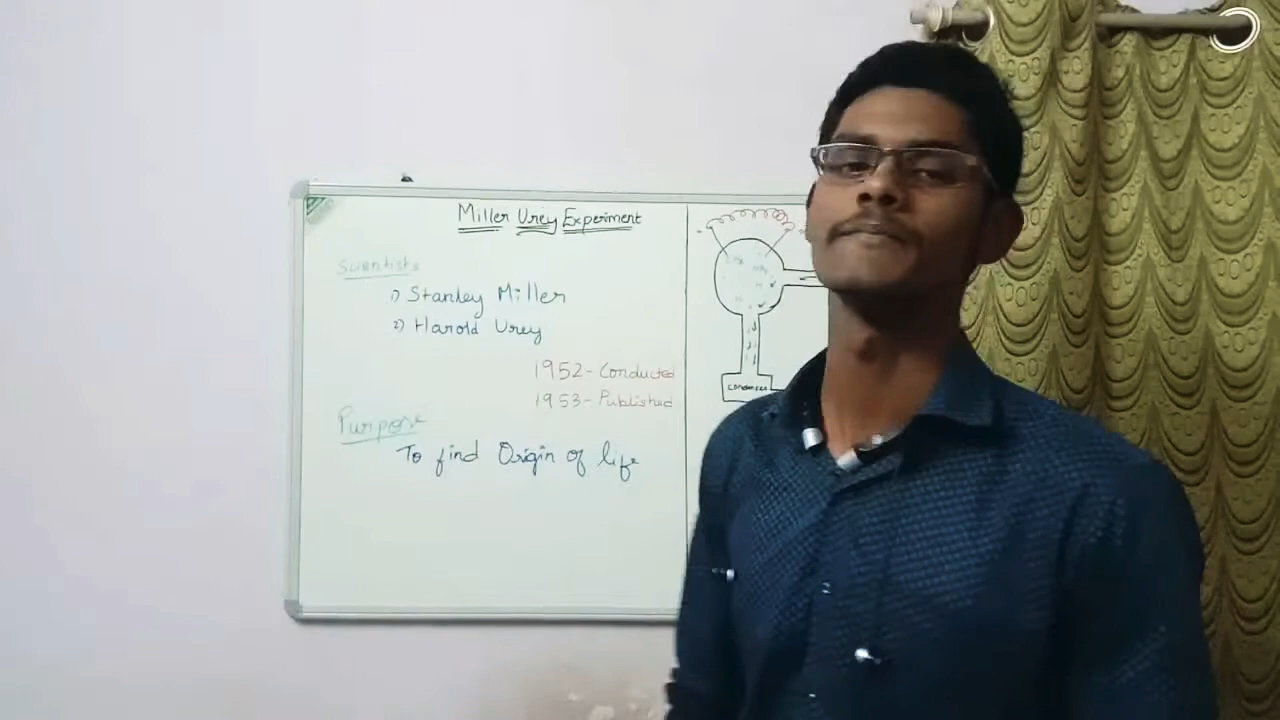 Miller Urey Experiment
Scientists
1) Stanley Miller
2) Harold Urey
1952 - Conducted
1953 - Published
Purpose
To find Origin of life
Condenser